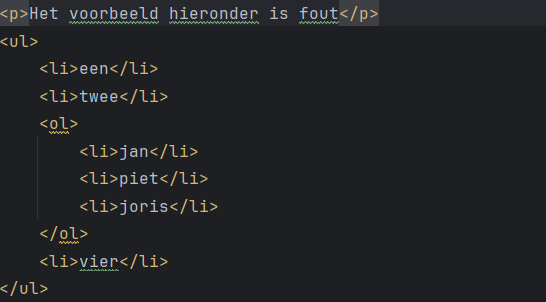 <p>Het voorbeeld hieronder is fout</p>
<ul>
    <li>een</li>
    <li>twee</li>
    <ol>
        <li>jan</li>
        <li>piet</li>
        <li>joris</li>
    </ol>
    <li>vier</li>
</ul>